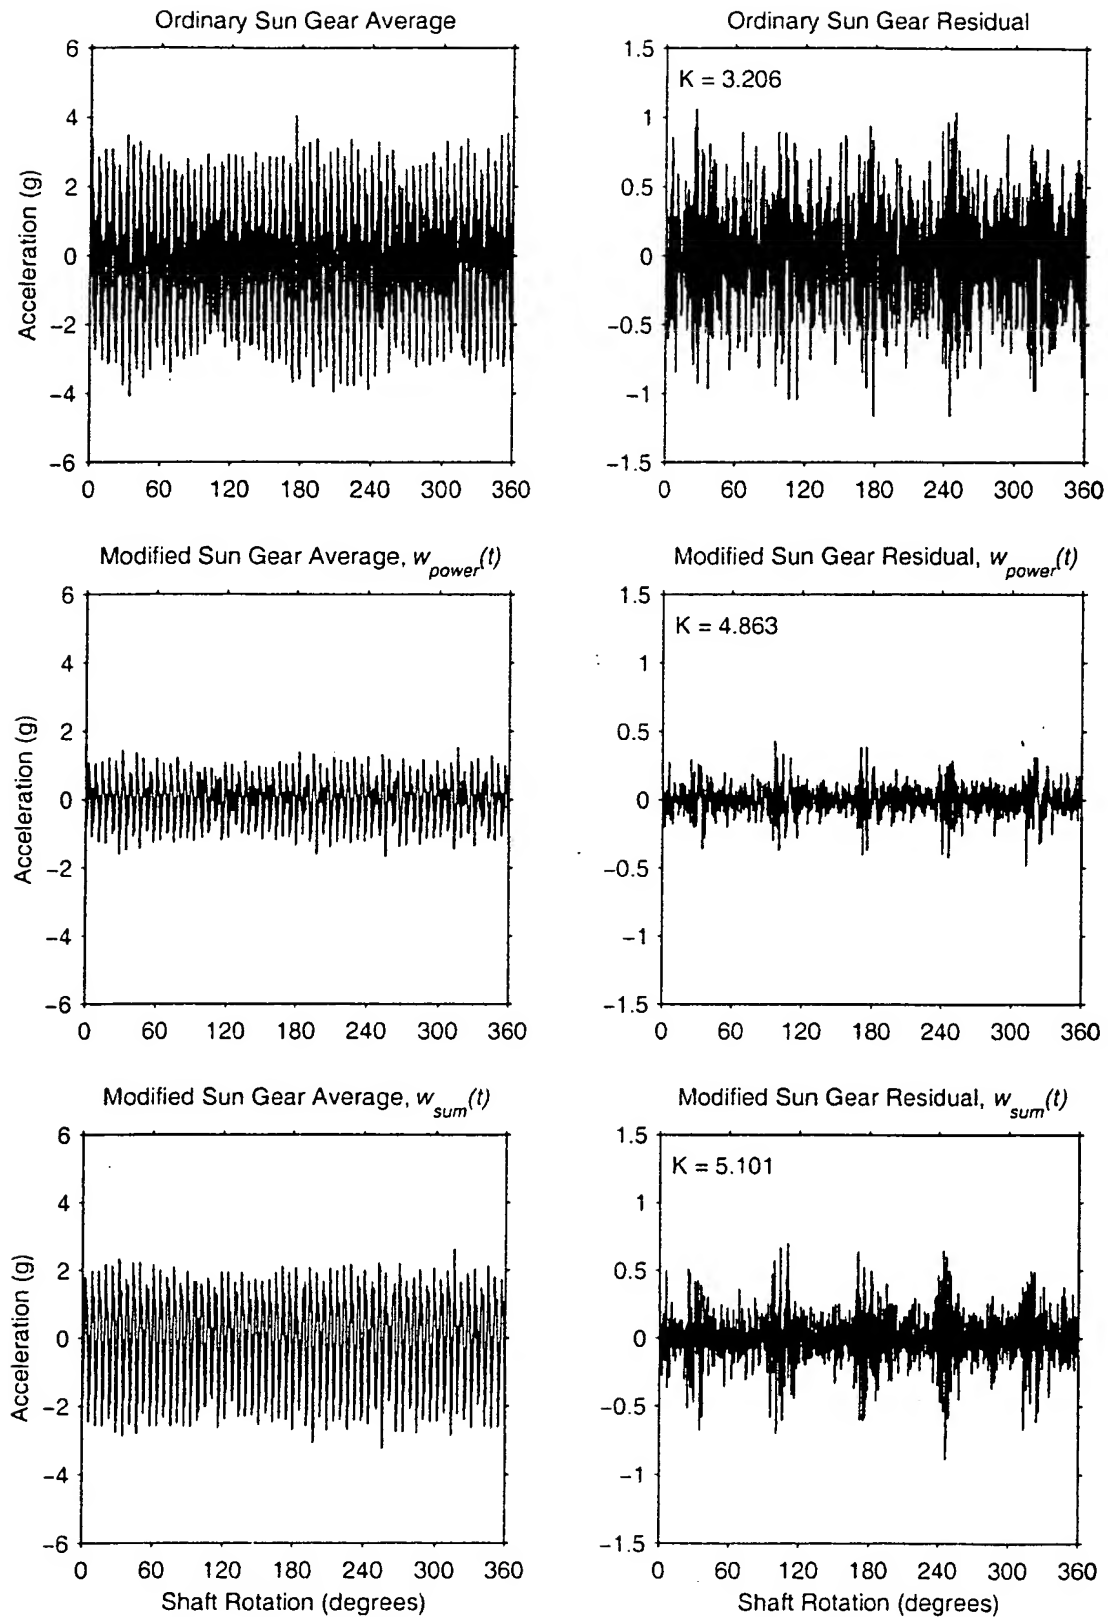 Ordinary Sun Gear Average
Acceleration (g)
6
4
2
0
−2
−4
−6
0 60 120 180 240 300 360
Ordinary Sun Gear Residual
K = 3.206
1.5
1
0.5
0
−0.5
−1
−1.5
0 60 120 180 240 300 360
Modified Sun Gear Average, w_power(t)
Acceleration (g)
6
4
2
0
−2
−4
−6
0 60 120 180 240 300 360
Modified Sun Gear Residual, w_power(t)
K = 4.863
1.5
1
0.5
0
−0.5
−1
−1.5
0 60 120 180 240 300 360
Modified Sun Gear Average, w_sum(t)
Acceleration (g)
6
4
2
0
−2
−4
−6
0 60 120 180 240 300 360
Shaft Rotation (degrees)
Modified Sun Gear Residual, w_sum(t)
K = 5.101
1.5
1
0.5
0
−0.5
−1
−1.5
0 60 120 180 240 300 360
Shaft Rotation (degrees)